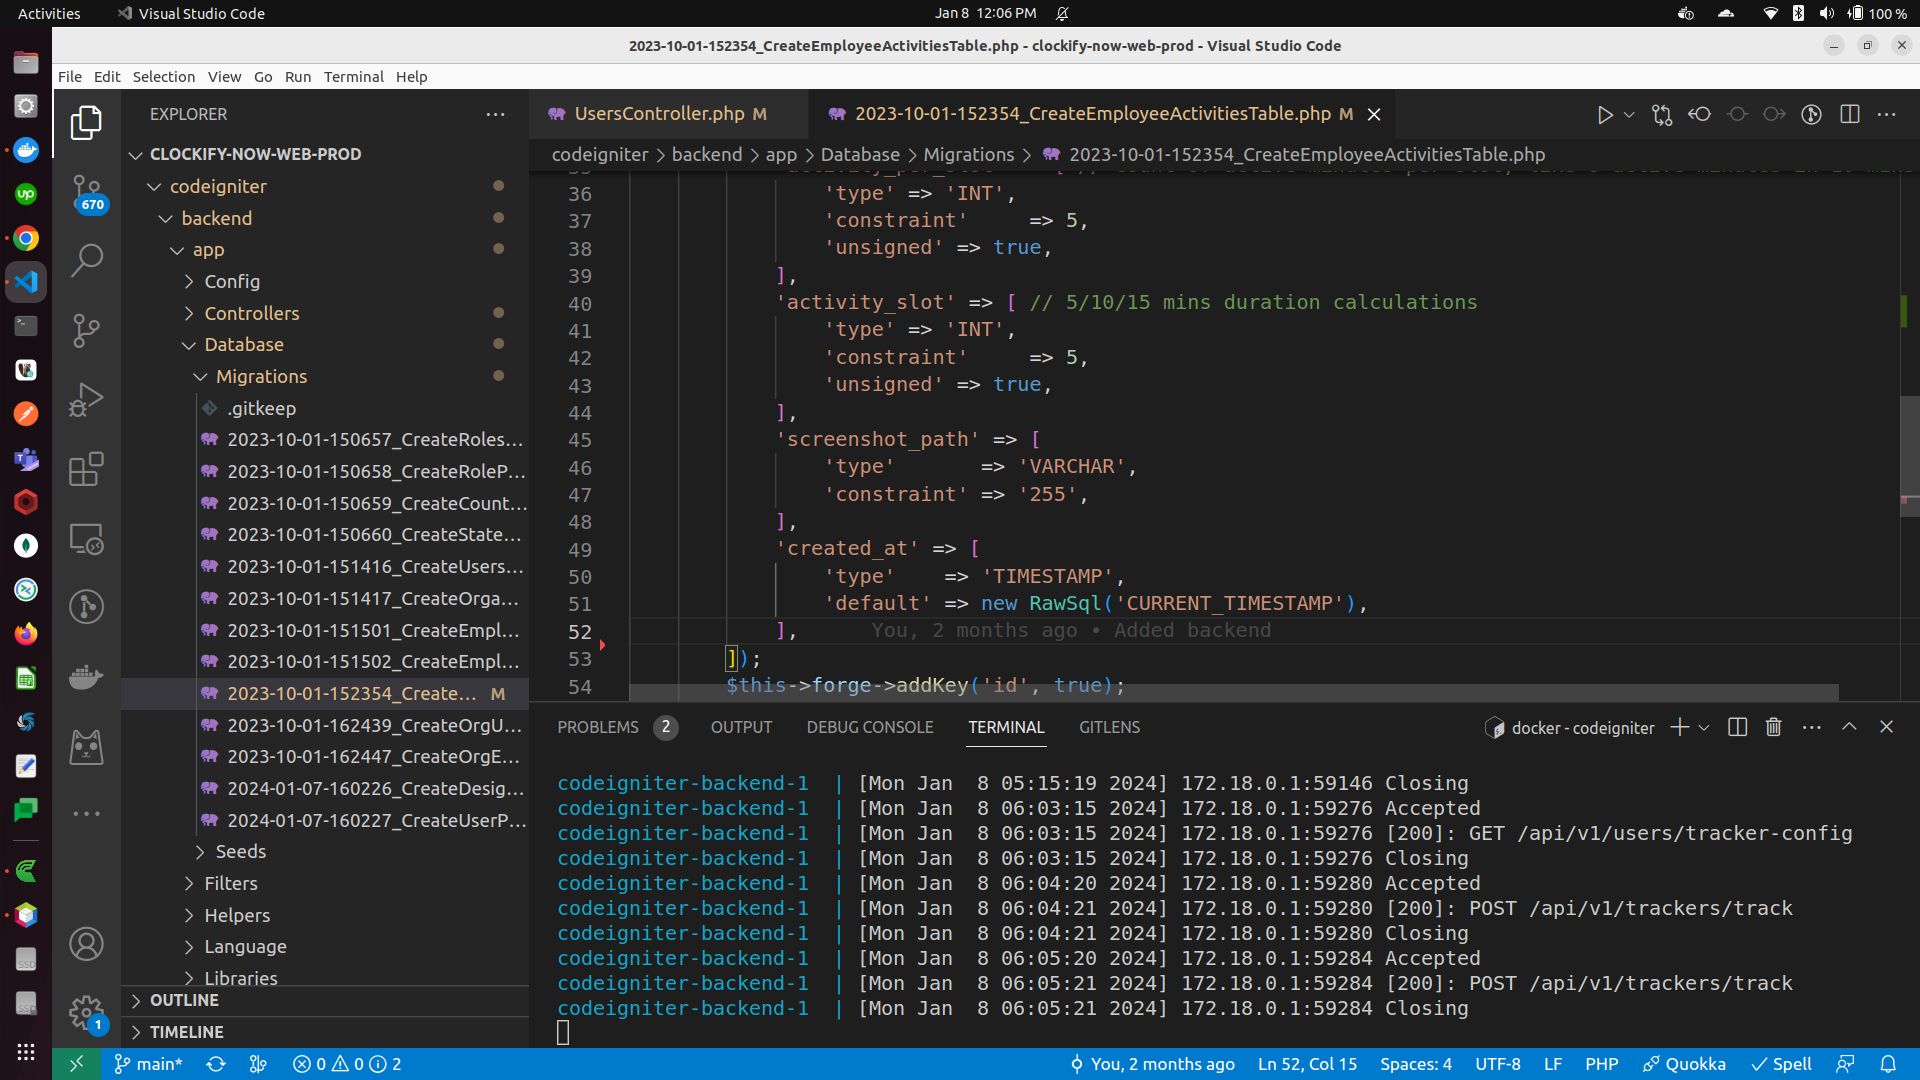 Activities
Visual Studio Code
Jan 8 12:06 PM
100 %
2023-10-01-152354_CreateEmployeeActivitiesTable.php - clockify-now-web-prod - Visual Studio Code
File Edit Selection View Go Run Terminal Help
EXPLORER
UsersController.php M
2023-10-01-152354_CreateEmployeeActivitiesTable.php M
codeigniter > backend > app > Database > Migrations > 2023-10-01-152354_CreateEmployeeActivitiesTable.php
670
CLOCKIFY-NOW-WEB-PROD
codeigniter
backend
app
Config
Controllers
Database
Migrations
.gitkeep
2023-10-01-150657_CreateRoles...
2023-10-01-150658_CreateRoleP...
2023-10-01-150659_CreateCount...
2023-10-01-150660_CreateState...
2023-10-01-151416_CreateUsers...
2023-10-01-151417_CreateOrga...
2023-10-01-151501_CreateEmpl...
2023-10-01-151502_CreateEmpl...
2023-10-01-152354_Create... M
2023-10-01-162439_CreateOrgU...
2023-10-01-162447_CreateOrgE...
2024-01-07-160226_CreateDesig...
2024-01-07-160227_CreateUserP...
Seeds
Filters
Helpers
Language
Libraries
OUTLINE
TIMELINE
1
36 'type' => 'INT',
37 'constraint' => 5,
38 'unsigned' => true,
39 ],
40 'activity_slot' => [ // 5/10/15 mins duration calculations
41 'type' => 'INT',
42 'constraint' => 5,
43 'unsigned' => true,
44 ],
45 'screenshot_path' => [
46 'type' => 'VARCHAR',
47 'constraint' => '255',
48 ],
49 'created_at' => [
50 'type' => 'TIMESTAMP',
51 'default' => new RawSql('CURRENT_TIMESTAMP'),
52 ], You, 2 months ago • Added backend
53 ]);
54 $this->forge->addKey('id', true);
PROBLEMS 2 OUTPUT DEBUG CONSOLE TERMINAL GITLENS
docker - codeigniter
codeigniter-backend-1 | [Mon Jan 8 05:15:19 2024] 172.18.0.1:59146 Closing
codeigniter-backend-1 | [Mon Jan 8 06:03:15 2024] 172.18.0.1:59276 Accepted
codeigniter-backend-1 | [Mon Jan 8 06:03:15 2024] 172.18.0.1:59276 [200]: GET /api/v1/users/tracker-config
codeigniter-backend-1 | [Mon Jan 8 06:03:15 2024] 172.18.0.1:59276 Closing
codeigniter-backend-1 | [Mon Jan 8 06:04:20 2024] 172.18.0.1:59280 Accepted
codeigniter-backend-1 | [Mon Jan 8 06:04:21 2024] 172.18.0.1:59280 [200]: POST /api/v1/trackers/track
codeigniter-backend-1 | [Mon Jan 8 06:04:21 2024] 172.18.0.1:59280 Closing
codeigniter-backend-1 | [Mon Jan 8 06:05:20 2024] 172.18.0.1:59284 Accepted
codeigniter-backend-1 | [Mon Jan 8 06:05:21 2024] 172.18.0.1:59284 [200]: POST /api/v1/trackers/track
codeigniter-backend-1 | [Mon Jan 8 06:05:21 2024] 172.18.0.1:59284 Closing
main* 0 0 2
You, 2 months ago Ln 52, Col 15 Spaces: 4 UTF-8 LF PHP Quokka Spell